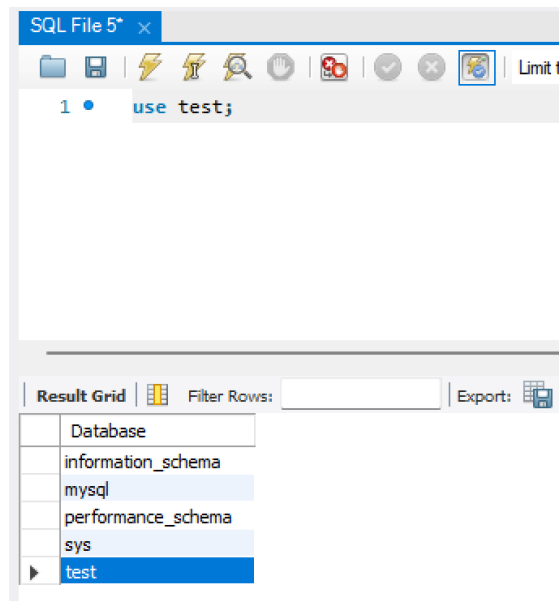 SQL File 5*
Limit t
1 use test;
Result Grid Filter Rows: Export:
Database
information_schema
mysql
performance_schema
sys
test